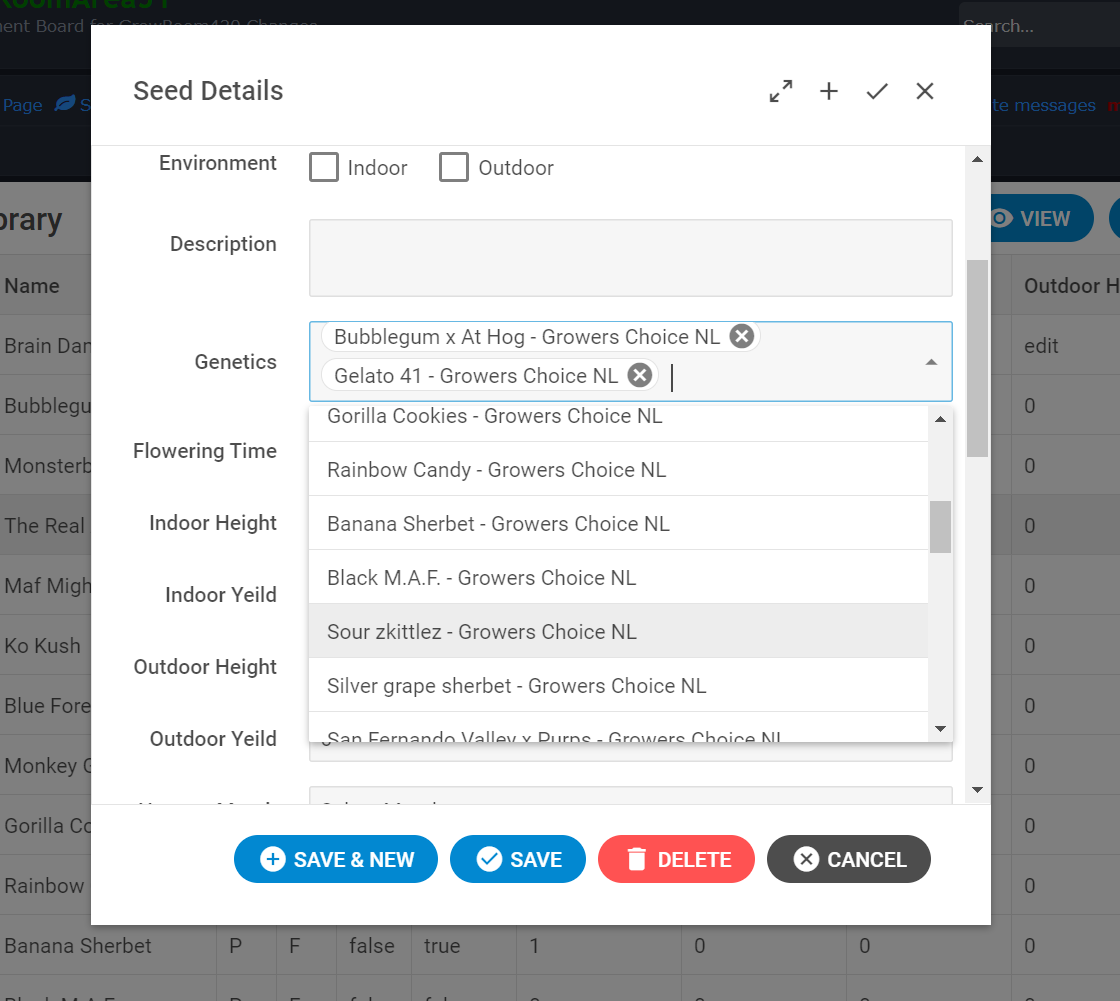 ment Board for GrowRoom420 Changes
Search...
Page S
te messages
Seed Details
brary
VIEW
Environment Indoor Outdoor
Description
Name Outdoor H
Brain Dan edit
Genetics Bubblegum x At Hog - Growers Choice NL
Gelato 41 - Growers Choice NL
Bubblegu 0
Gorilla Cookies - Growers Choice NL
Flowering Time
Monsterb 0
Rainbow Candy - Growers Choice NL
Indoor Height
Banana Sherbet - Growers Choice NL
The Real 0
Black M.A.F. - Growers Choice NL
Maf Migh 0
Indoor Yeild
Sour zkittlez - Growers Choice NL
Ko Kush 0
Outdoor Height
Silver grape sherbet - Growers Choice NL
Blue Fore 0
Outdoor Yeild
San Fernando Valley x Purps - Growers Choice NL
Monkey G 0
Gorilla Co 0
SAVE & NEW SAVE DELETE CANCEL
Rainbow 0
Banana Sherbet P F false true 1 0 0 0